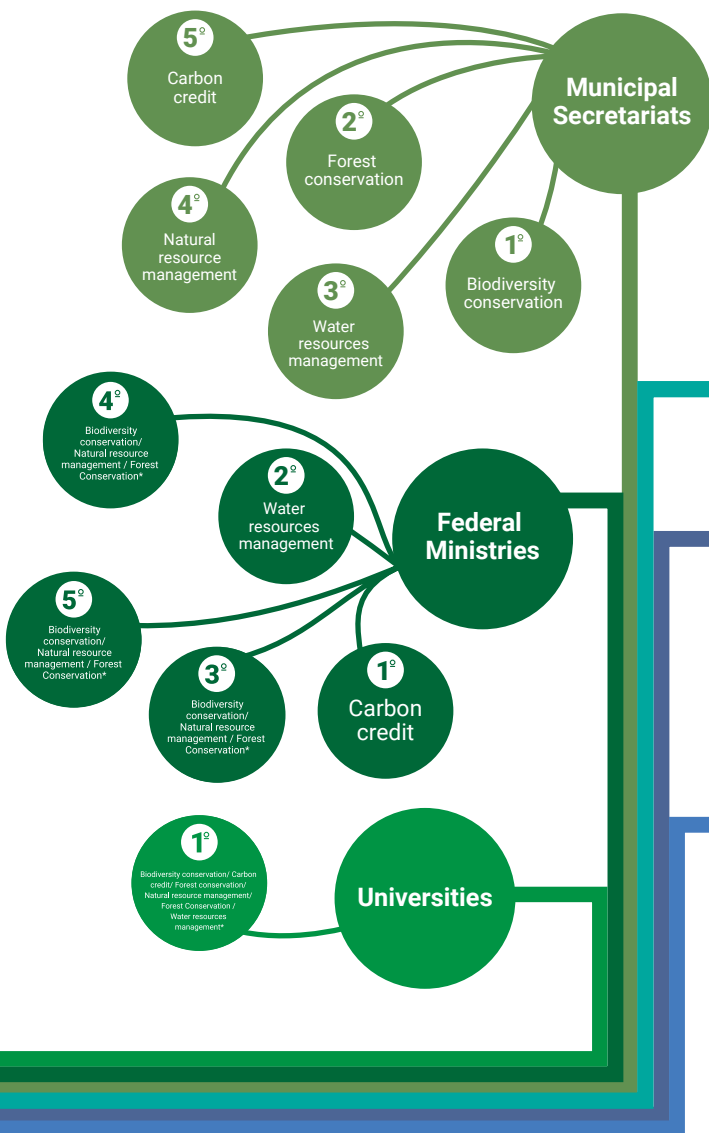 Municipal
Secretariats
5º
Carbon
credit
2º
Forest
conservation
4º
Natural
resource
management
1º
Biodiversity
conservation
3º
Water
resources
management
Federal
Ministries
4º
Biodiversity
conservation/
Natural resource
management / Forest
Conservation*
2º
Water
resources
management
5º
Biodiversity
conservation/
Natural resource
management / Forest
Conservation*
3º
Biodiversity
conservation/
Natural resource
management / Forest
Conservation*
1º
Carbon
credit
Universities
1º
Biodiversity conservation/ Carbon
credit/ Forest conservation/
Natural resource management/
Forest Conservation /
Water resources
management*